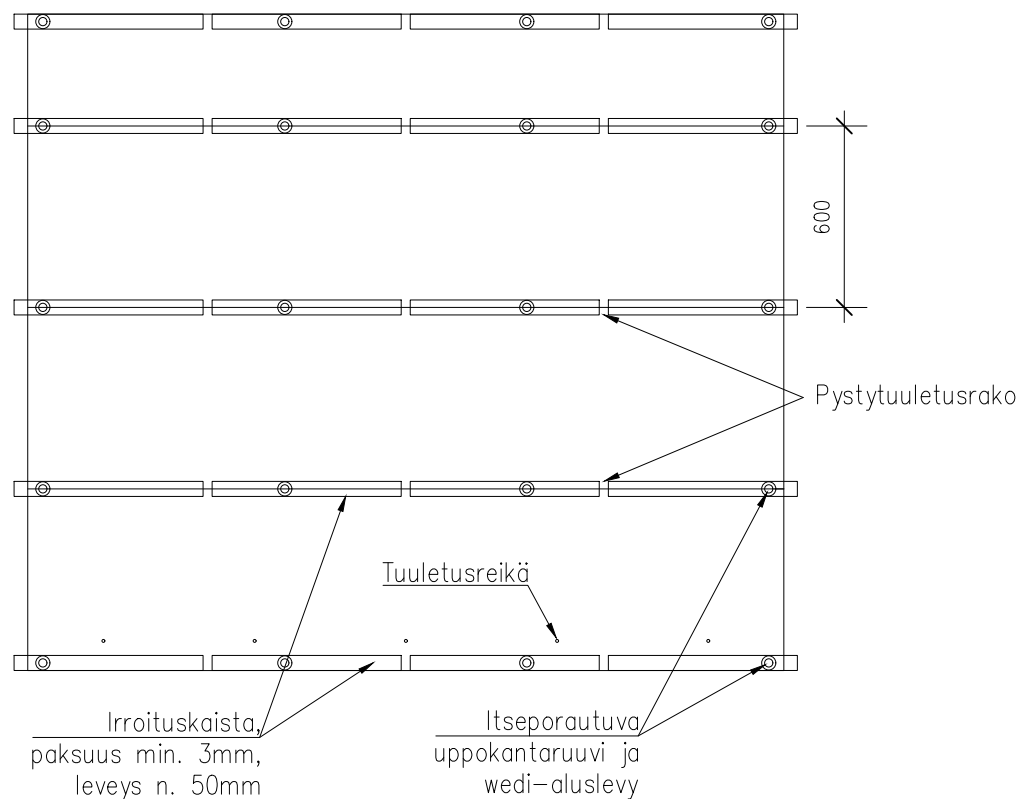 600
Pystytuuletusrako
Tuuletusreikä
Irroituskaista,
paksuus min. 3mm,
leveys n. 50mm
Itseporautuva
uppokantaruuvi ja
wedi-aluslevy